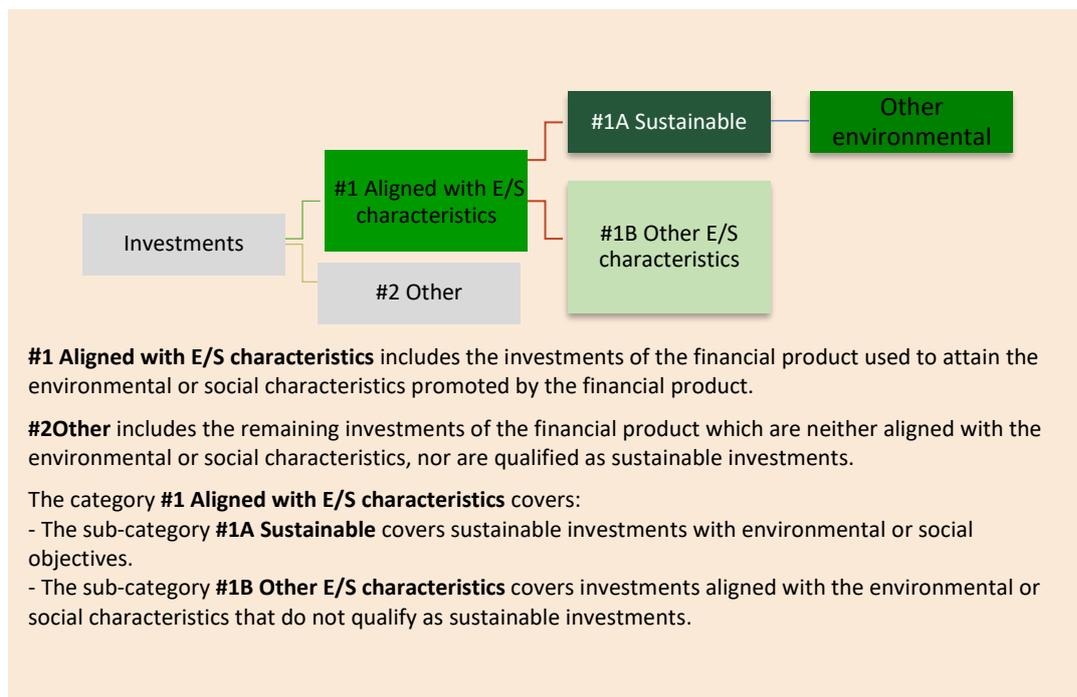 Other
environmental
#1A Sustainable
#1 Aligned with E/S
characteristics
#1B Other E/S
characteristics
Investments
#2 Other
#1 Aligned with E/S characteristics includes the investments of the financial product used to attain the
environmental or social characteristics promoted by the financial product.
#2Other includes the remaining investments of the financial product which are neither aligned with the
environmental or social characteristics, nor are qualified as sustainable investments.
The category #1 Aligned with E/S characteristics covers:
- The sub-category #1A Sustainable covers sustainable investments with environmental or social
objectives.
- The sub-category #1B Other E/S characteristics covers investments aligned with the environmental or
social characteristics that do not qualify as sustainable investments.